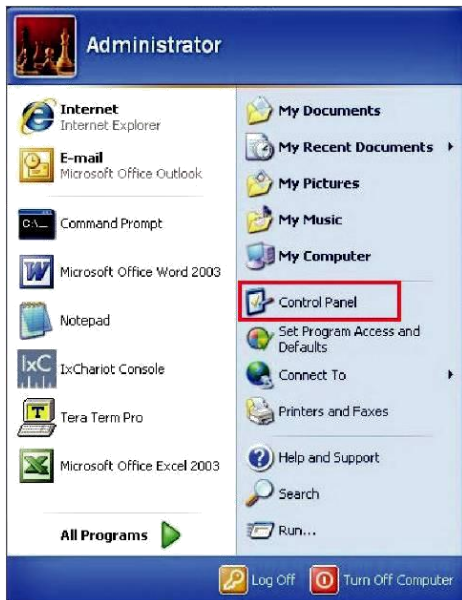 Administrator
Internet
Internet Explorer
E-mail
Microsoft Office Outlook
C:\_
Command Prompt
W
Microsoft Office Word 2003
Notepad
IxC
IxChariot Console
T
Tera Term Pro
X
Microsoft Office Excel 2003
All Programs
My Documents
My Recent Documents
My Pictures
My Music
My Computer
Control Panel
Set Program Access and
Defaults
Connect To
Printers and Faxes
Help and Support
Search
Run...
Log Off
Turn Off Computer